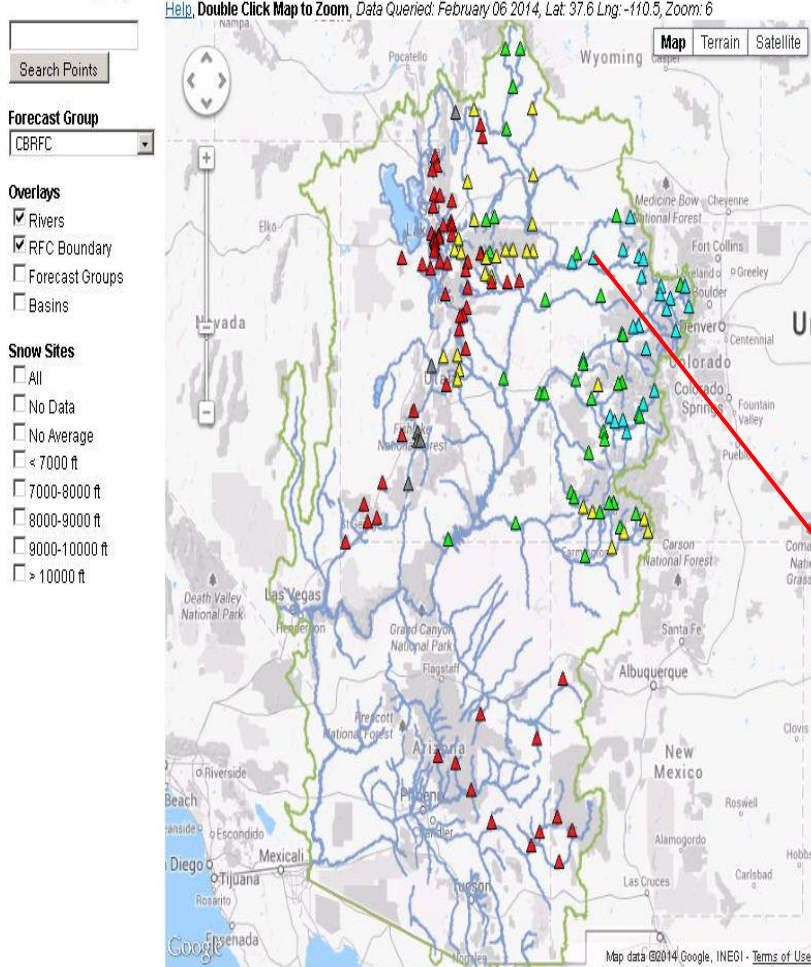 Help, Double Click Map to Zoom, Data Queried: February 06 2014, Lat: 37.6 Lng: -110.5, Zoom: 6
Search Points
Forecast Group
CBRFC
Overlays
Rivers
RFC Boundary
Forecast Groups
Basins
Snow Sites
All
No Data
No Average
< 7000 ft
7000-8000 ft
8000-9000 ft
9000-10000 ft
> 10000 ft
Map Terrain Satellite
Nampa
Pocatello
Wyoming
Casper
Medicine Bow
National Forest
Cheyenne
Elko
Fort Collins
Greeley
Boulder
Denver
Centennial
Nevada
Colorado
Colorado
Springs
Fountain
Valley
Utah
Fishlake
National Forest
Pueblo
St George
Farmington
Carson
National Forest
Death Valley
National Park
Las Vegas
Henderson
Grand Canyon
National Park
Santa Fe
Flagstaff
Albuquerque
Prescott
National Forest
Clovis
Arizona
New
Mexico
Riverside
Phoenix
Chandler
Roswell
Beach
Escondido
Mexicali
Alamogordo
Hobbs
Diego
Tijuana
Rosarito
Tucson
Las Cruces
Carlsbad
Ensenada
Nogales
Google
Map data ©2014 Google, INEGI - Terms of Use